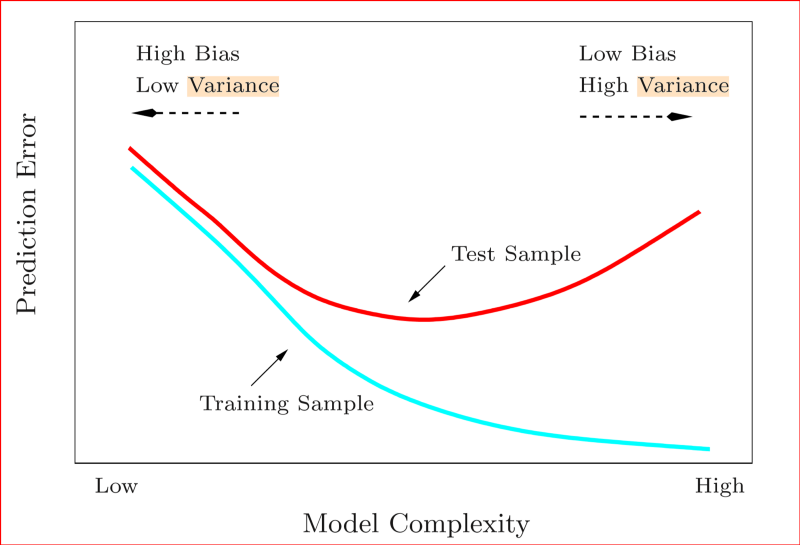 High Bias
Low Variance
Low Bias
High Variance
Prediction Error
Test Sample
Training Sample
Low
High
Model Complexity